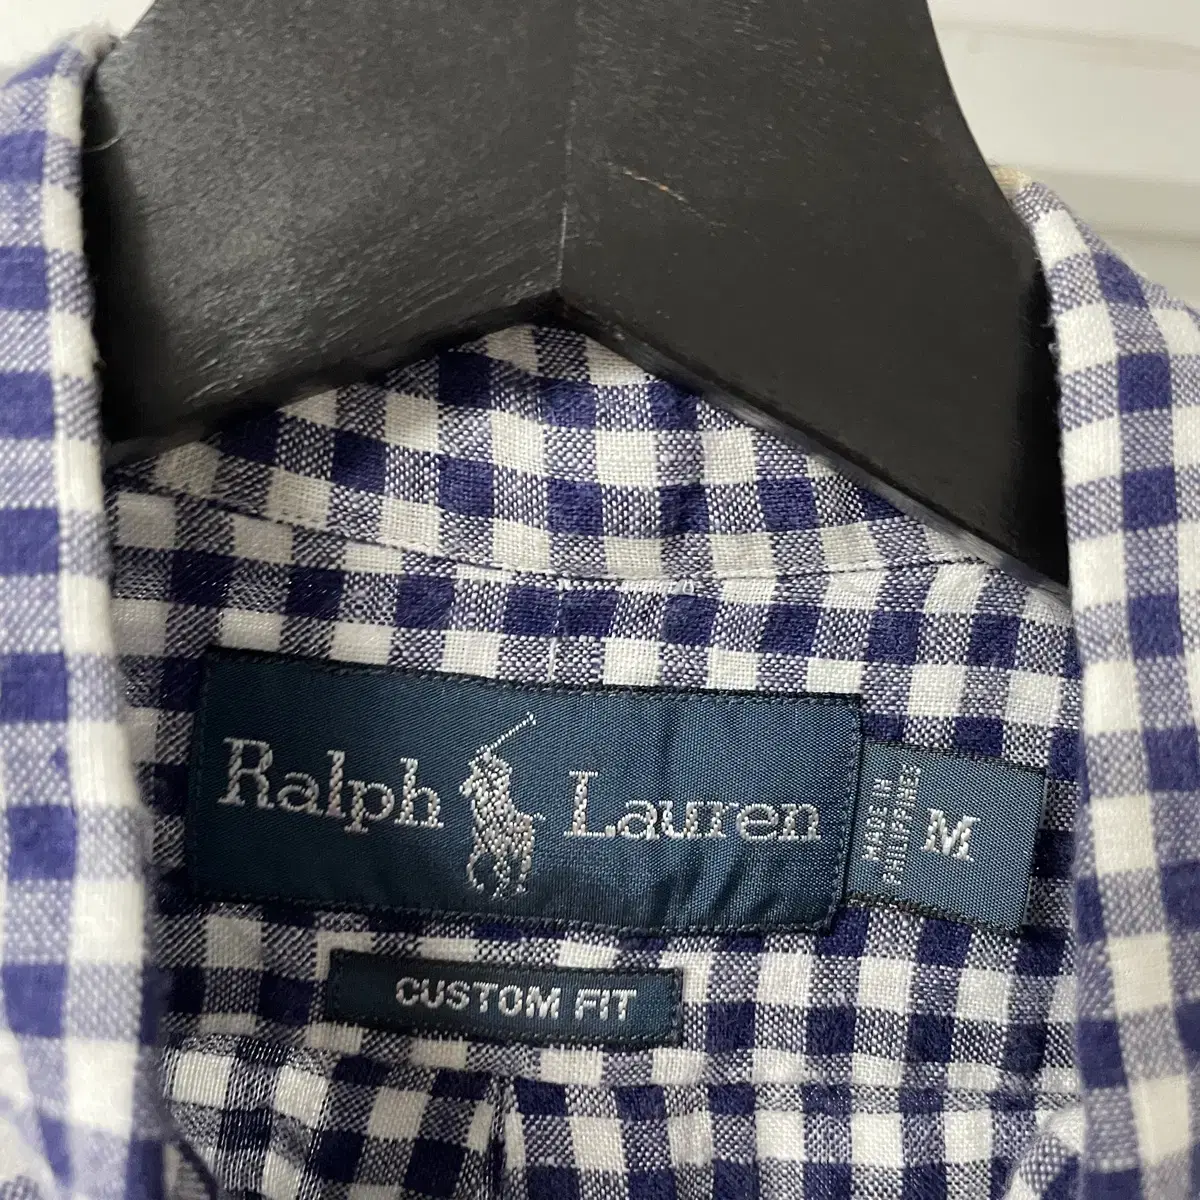 Ralph Lauren
MADE IN
PHILIPPINES
M
CUSTOM FIT